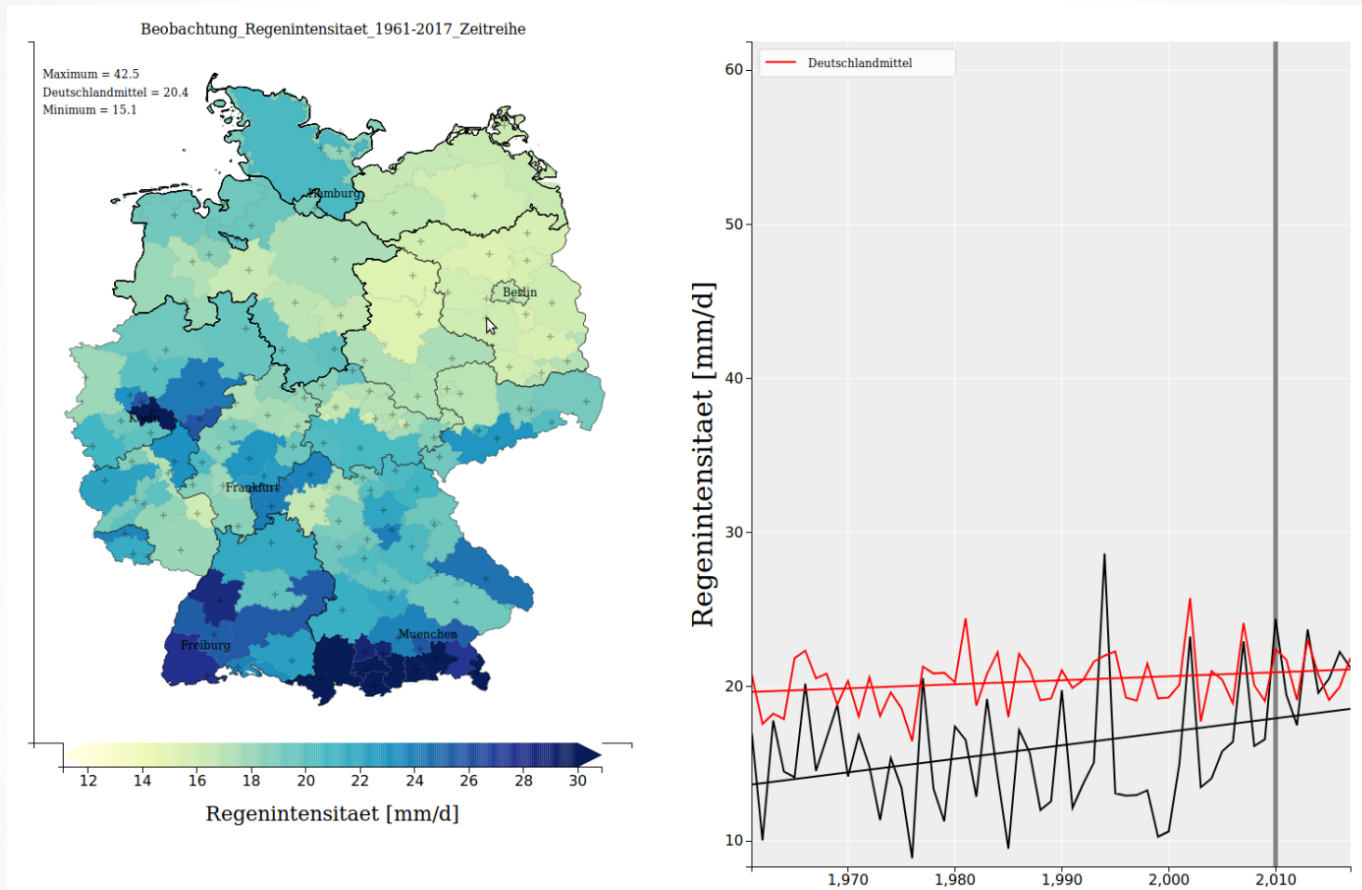 Beobachtung_Regenintensitaet_1961-2017_Zeitreihe
Maximum = 42.5
Deutschlandmittel = 20.4
Minimum = 15.1
Hamburg
Berlin
Koeln
Frankfurt
Muenchen
Freiburg
12 14 16 18 20 22 24 26 28 30
Regenintensitaet [mm/d]
Deutschlandmittel
60
50
40
30
20
10
Regenintensitaet [mm/d]
1,970 1,980 1,990 2,000 2,010